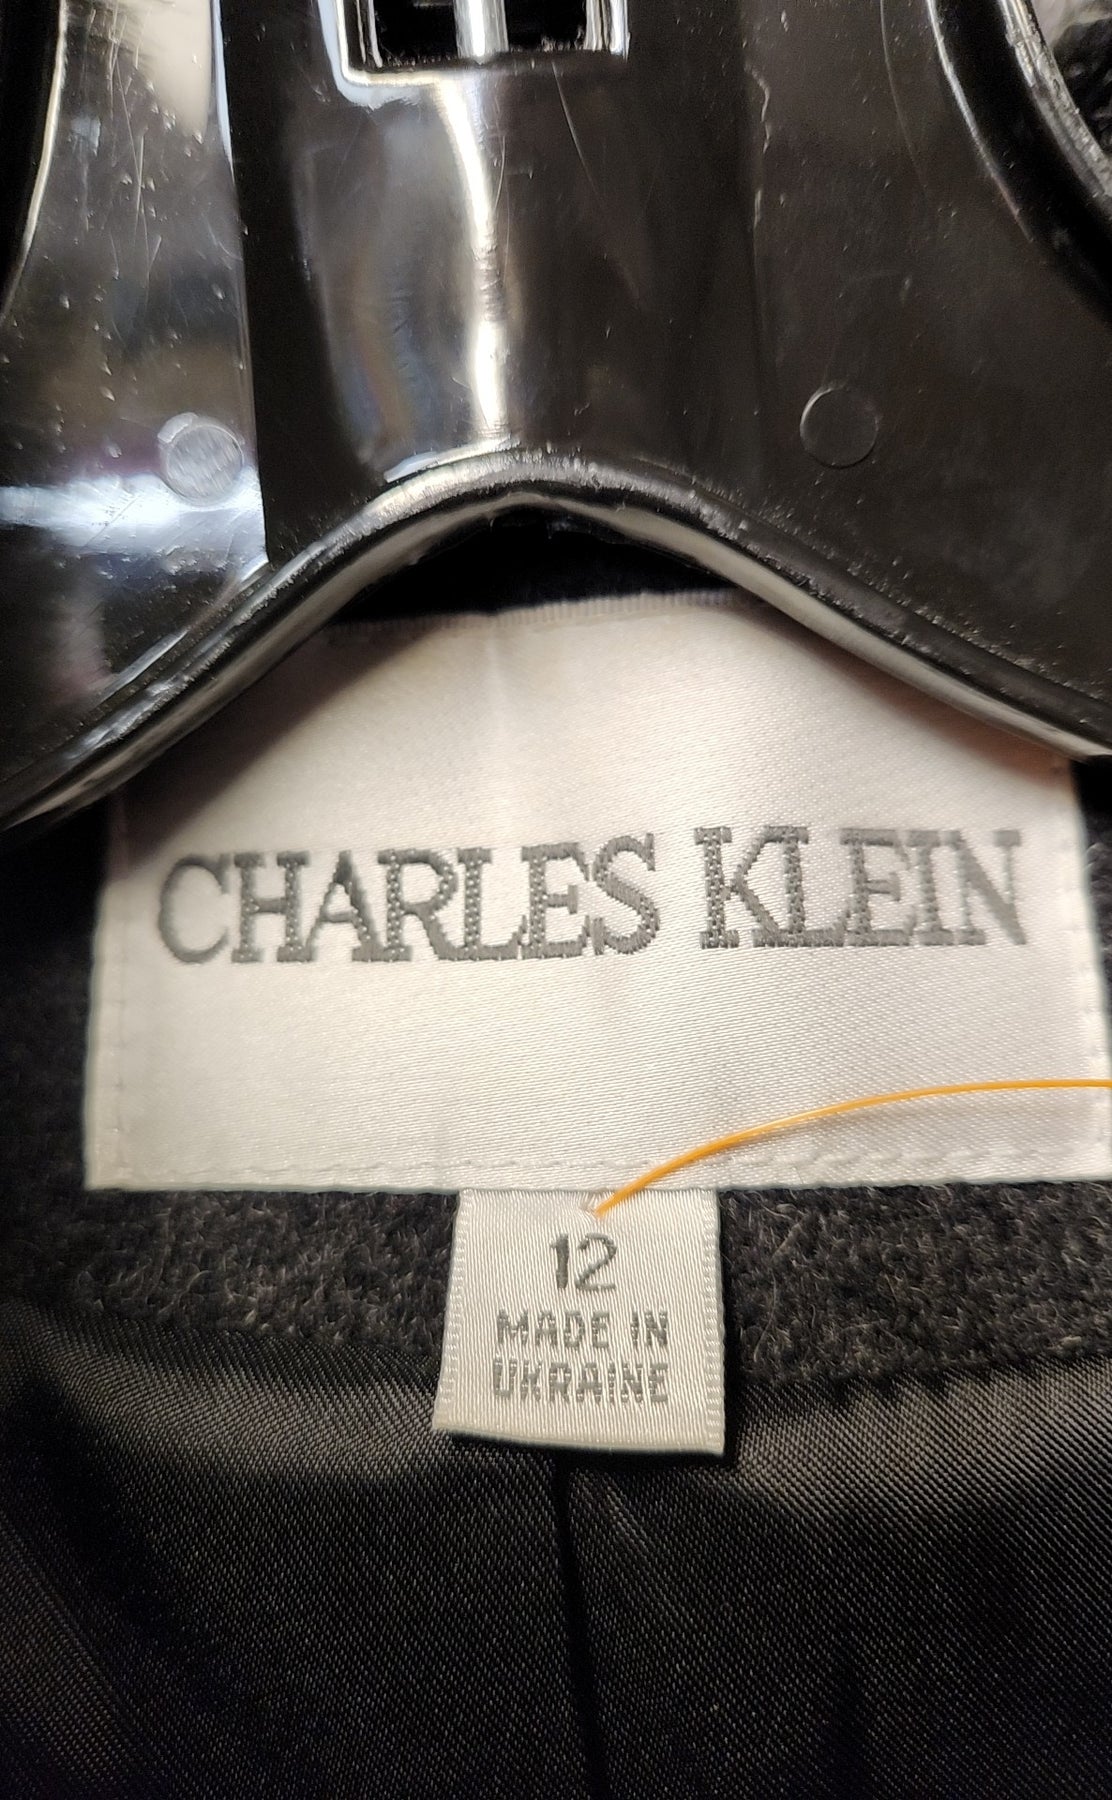 CHARLES KLEIN
12
MADE IN
UKRAINE